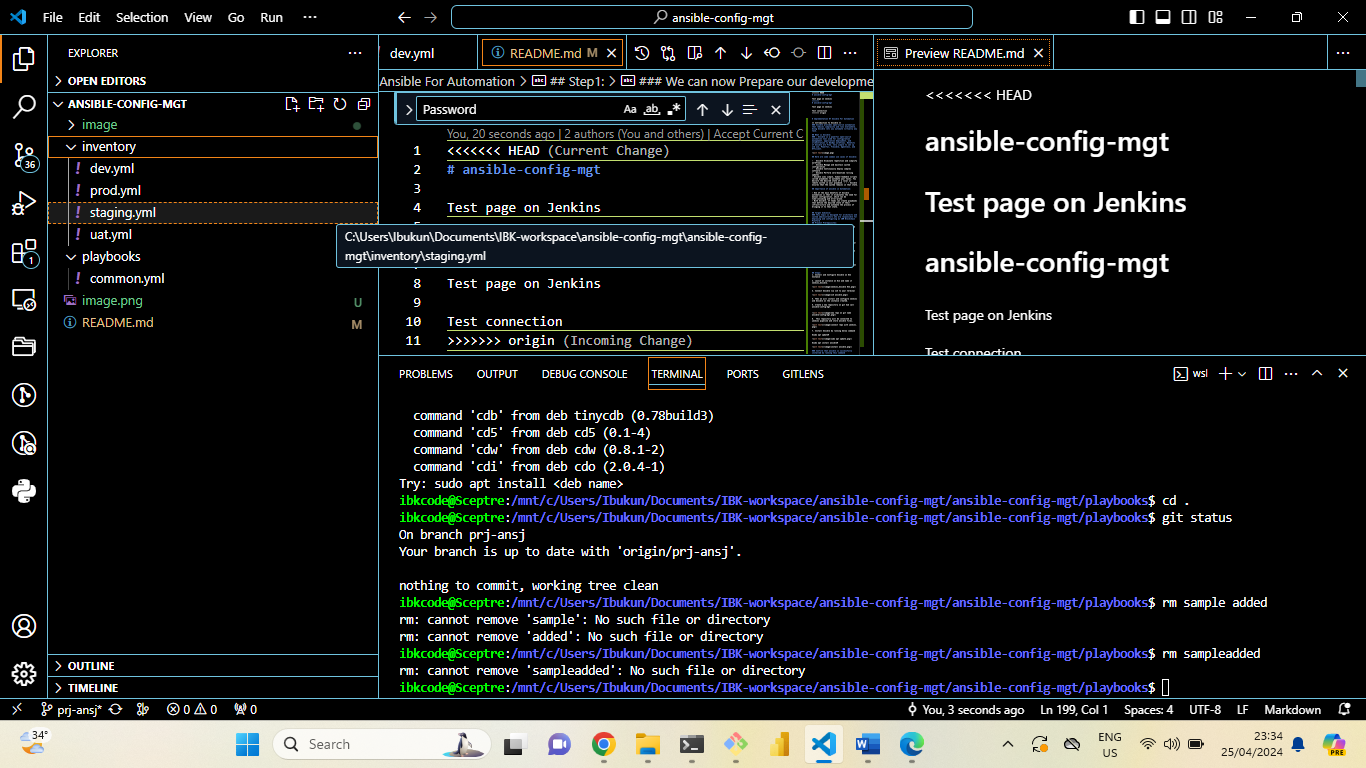 File Edit Selection View Go Run ··· ansible-config-mgt
EXPLORER ···
OPEN EDITORS
ANSIBLE-CONFIG-MGT
image
inventory
! dev.yml
! prod.yml
! staging.yml
! uat.yml
playbooks
! common.yml
image.png U
README.md M
OUTLINE
TIMELINE
36
1
dev.yml README.md M
Ansible For Automation > ## Step1: > ### We can now Prepare our developme
Password Aa ab .*
You, 20 seconds ago | 2 authors (You and others) | Accept Current C
1 <<<<<<< HEAD (Current Change)
2 # ansible-config-mgt
3
4 Test page on Jenkins
C:\Users\Ibukun\Documents\IBK-workspace\ansible-config-mgt\ansible-config-
mgt\inventory\staging.yml
8 Test page on Jenkins
9
10 Test connection
11 >>>>>>> origin (Incoming Change)
Preview README.md ···
<<<<<<< HEAD
ansible-config-mgt
Test page on Jenkins
ansible-config-mgt
Test page on Jenkins
Test connection
PROBLEMS OUTPUT DEBUG CONSOLE TERMINAL PORTS GITLENS wsl
command 'cdb' from deb tinycdb (0.78build3)
command 'cd5' from deb cd5 (0.1-4)
command 'cdw' from deb cdw (0.8.1-2)
command 'cdi' from deb cdo (2.0.4-1)
Try: sudo apt install <deb name>
ibkcode@Sceptre:/mnt/c/Users/Ibukun/Documents/IBK-workspace/ansible-config-mgt/ansible-config-mgt/playbooks$ cd .
ibkcode@Sceptre:/mnt/c/Users/Ibukun/Documents/IBK-workspace/ansible-config-mgt/ansible-config-mgt/playbooks$ git status
On branch prj-ansj
Your branch is up to date with 'origin/prj-ansj'.
nothing to commit, working tree clean
ibkcode@Sceptre:/mnt/c/Users/Ibukun/Documents/IBK-workspace/ansible-config-mgt/ansible-config-mgt/playbooks$ rm sample added
rm: cannot remove 'sample': No such file or directory
rm: cannot remove 'added': No such file or directory
ibkcode@Sceptre:/mnt/c/Users/Ibukun/Documents/IBK-workspace/ansible-config-mgt/ansible-config-mgt/playbooks$ rm sampleadded
rm: cannot remove 'sampleadded': No such file or directory
ibkcode@Sceptre:/mnt/c/Users/Ibukun/Documents/IBK-workspace/ansible-config-mgt/ansible-config-mgt/playbooks$
prj-ansj* 0 0 0 You, 3 seconds ago Ln 199, Col 1 Spaces: 4 UTF-8 LF Markdown
34° Search ENG 23:34
US 25/04/2024
PRE